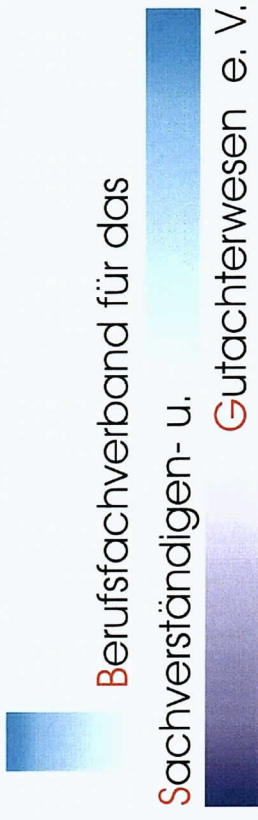 Berufsfachverband für das
Sachverständigen- u.
Gutachterwesen e. V.